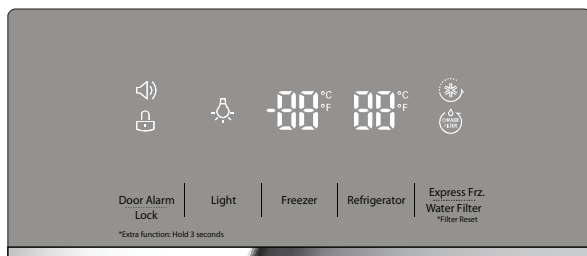 -88 °C
°F
88 °C
°F
CHANGE
FILTER
Door Alarm
Lock
Light
Freezer
Refrigerator
Express Frz.
Water Filter
*Filter Reset
*Extra function: Hold 3 seconds